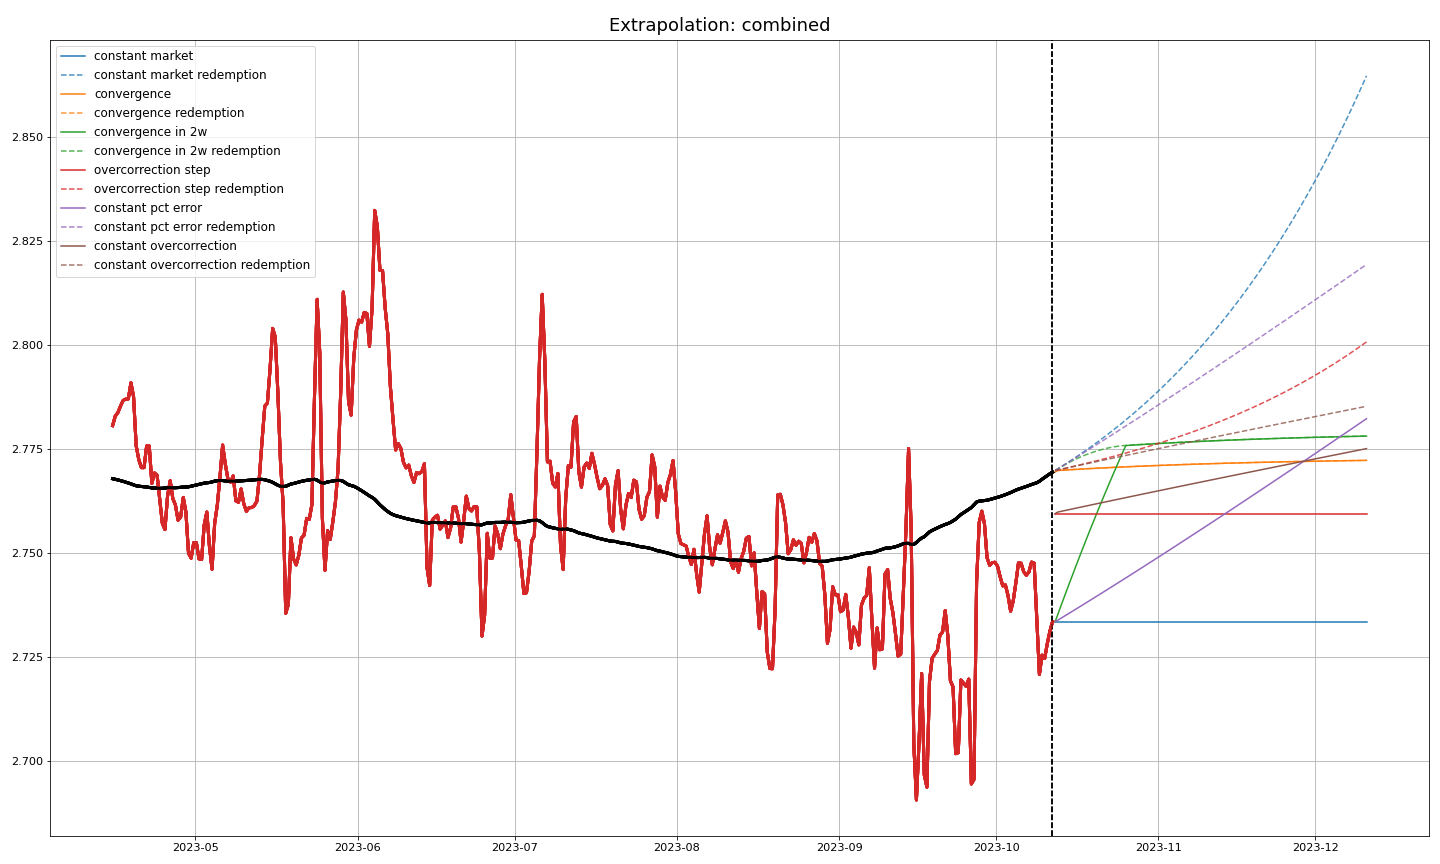 Extrapolation: combined
constant market
constant market redemption
convergence
convergence redemption
convergence in 2w
convergence in 2w redemption
overcorrection step
overcorrection step redemption
constant pct error
constant pct error redemption
constant overcorrection
constant overcorrection redemption
2.850
2.825
2.800
2.775
2.750
2.725
2.700
2023-05 2023-06 2023-07 2023-08 2023-09 2023-10 2023-11 2023-12